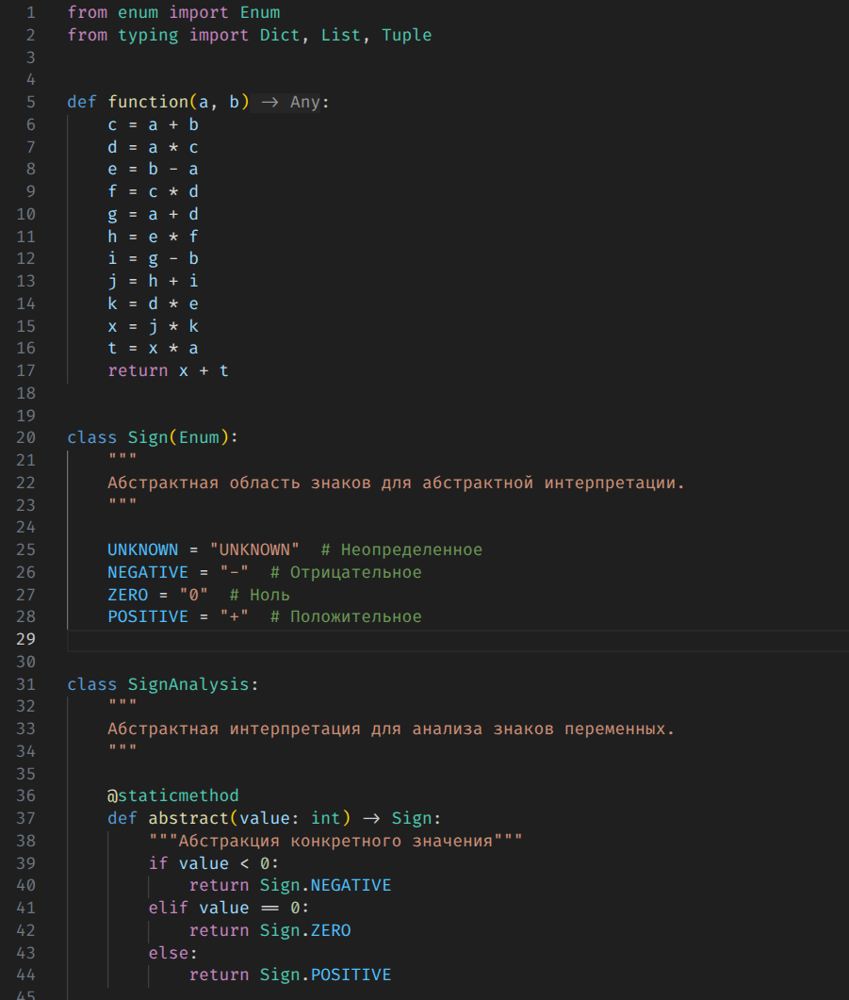 1 from enum import Enum
2 from typing import Dict, List, Tuple
3
4
5 def function(a, b) → Any:
6 c = a + b
7 d = a * c
8 e = b - a
9 f = c * d
10 g = a + d
11 h = e * f
12 i = g - b
13 j = h + i
14 k = d * e
15 x = j * k
16 t = x * a
17 return x + t
18
19
20 class Sign(Enum):
21 """
22 Абстрактная область знаков для абстрактной интерпретации.
23 """
24
25 UNKNOWN = "UNKNOWN" # Неопределенное
26 NEGATIVE = "-" # Отрицательное
27 ZERO = "0" # Ноль
28 POSITIVE = "+" # Положительное
29
30
31 class SignAnalysis:
32 """
33 Абстрактная интерпретация для анализа знаков переменных.
34 """
35
36 @staticmethod
37 def abstract(value: int) → Sign:
38 """Абстракция конкретного значения"""
39 if value < 0:
40 return Sign.NEGATIVE
41 elif value == 0:
42 return Sign.ZERO
43 else:
44 return Sign.POSITIVE
45